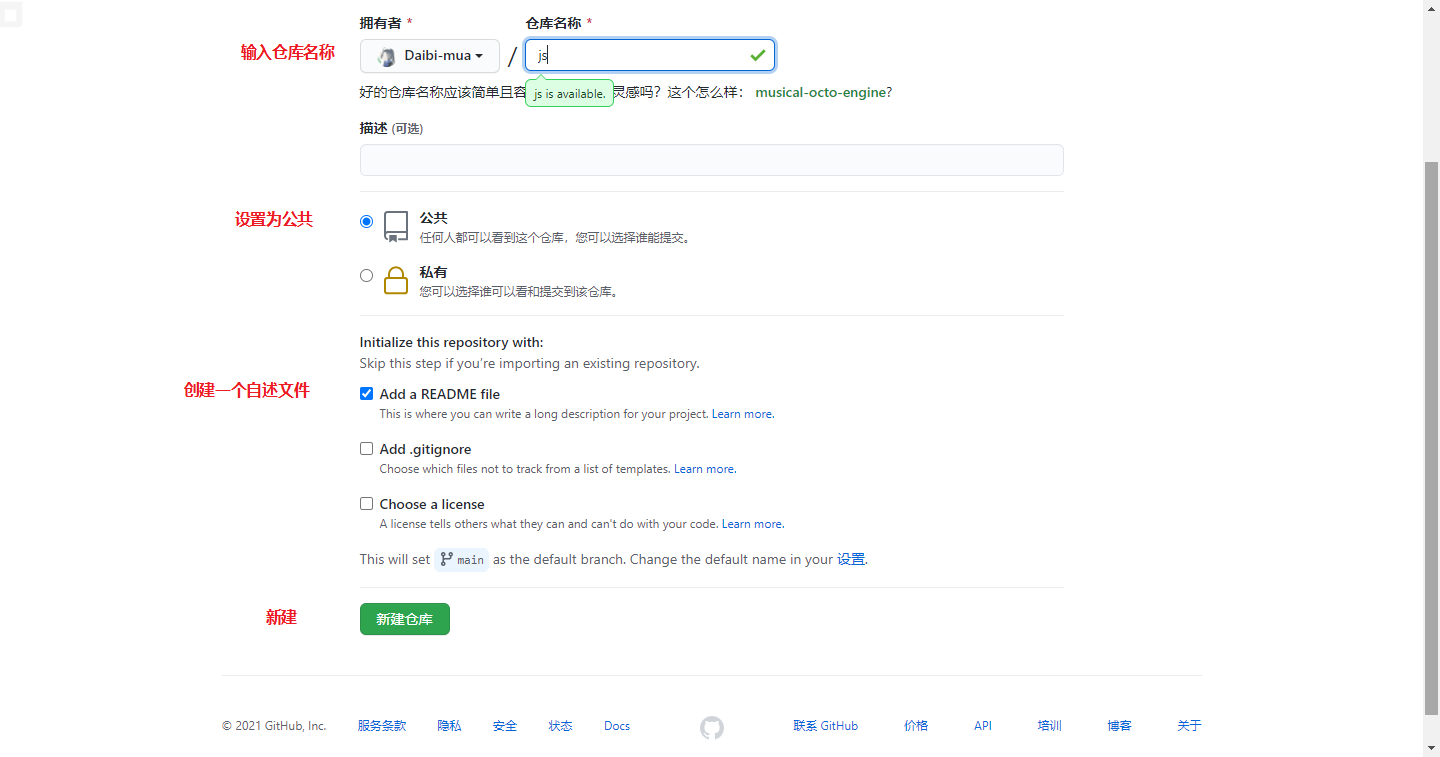 拥有者 * 仓库名称 *
输入仓库名称 Daibi-mua / js
好的仓库名称应该简单且容 js is available. 灵感吗？这个怎么样： musical-octo-engine?
描述 (可选)
设置为公共 公共
任何人都可以看到这个仓库，您可以选择谁能提交。
私有
您可以选择谁可以看和提交到该仓库。
Initialize this repository with:
Skip this step if you're importing an existing repository.
创建一个自述文件 Add a README file
This is where you can write a long description for your project. Learn more.
Add .gitignore
Choose which files not to track from a list of templates. Learn more.
Choose a license
A license tells others what they can and can't do with your code. Learn more.
This will set main as the default branch. Change the default name in your 设置.
新建 新建仓库
© 2021 GitHub, Inc. 服务条款 隐私 安全 状态 Docs 联系 GitHub 价格 API 培训 博客 关于